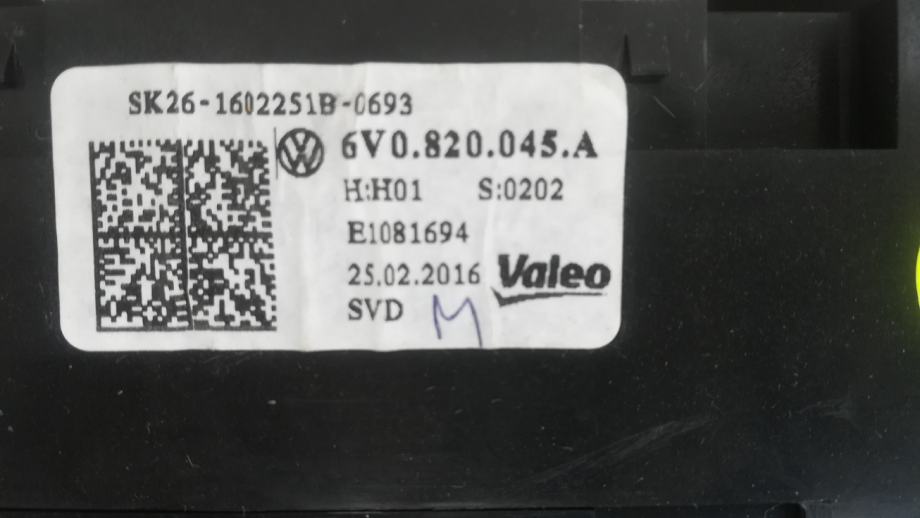 SK26-1602251B-0693
6V0.820.045.A
H:H01 S:0202
E1081694
25.02.2016 Valeo
SVD M